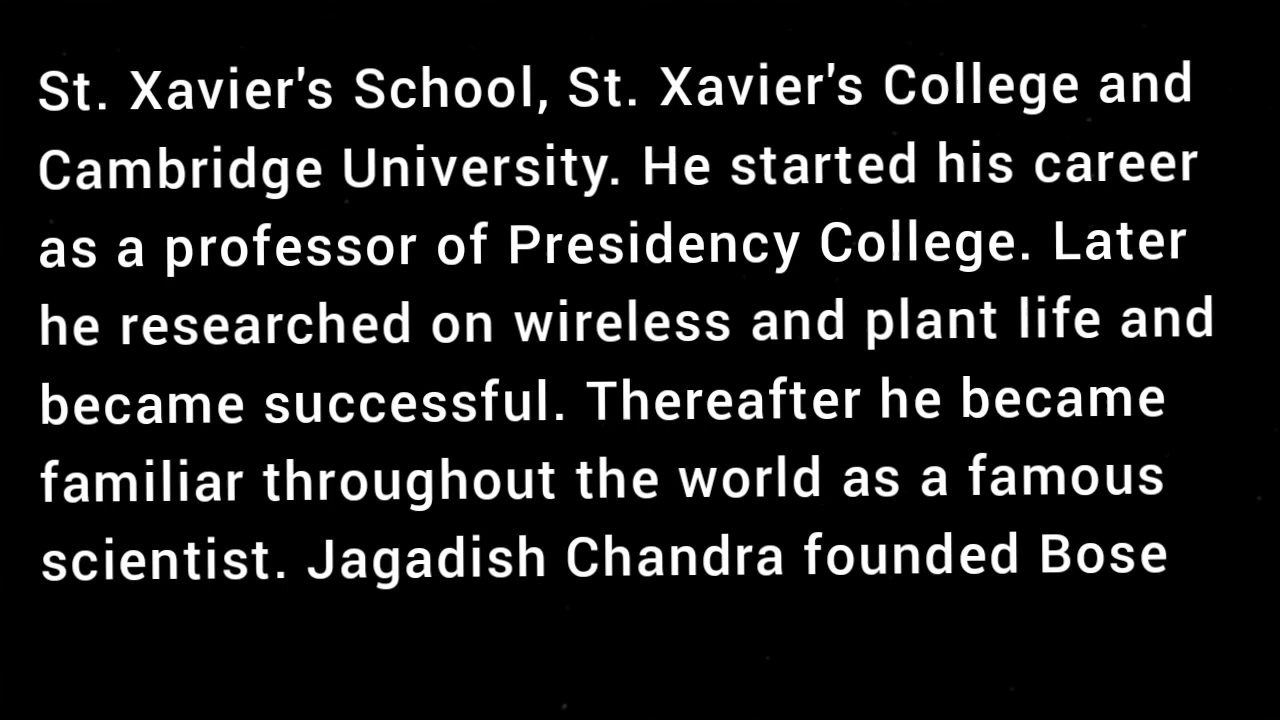 St. Xavier's School, St. Xavier's College and
Cambridge University. He started his career
as a professor of Presidency College. Later
he researched on wireless and plant life and
became successful. Thereafter he became
familiar throughout the world as a famous
scientist. Jagadish Chandra founded Bose